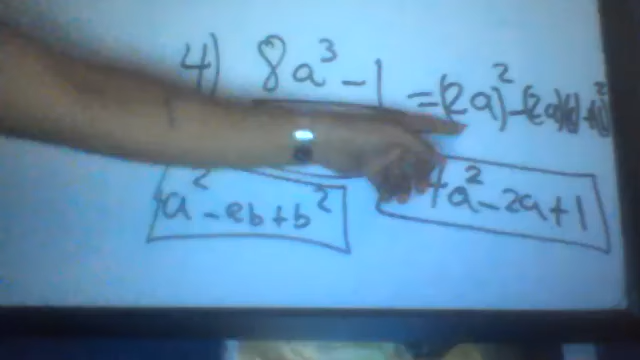 4) 8a³ - 1 = (2a)² - (2a)(1) + (1)²
a² - ab + b²
4a² - 2a + 1